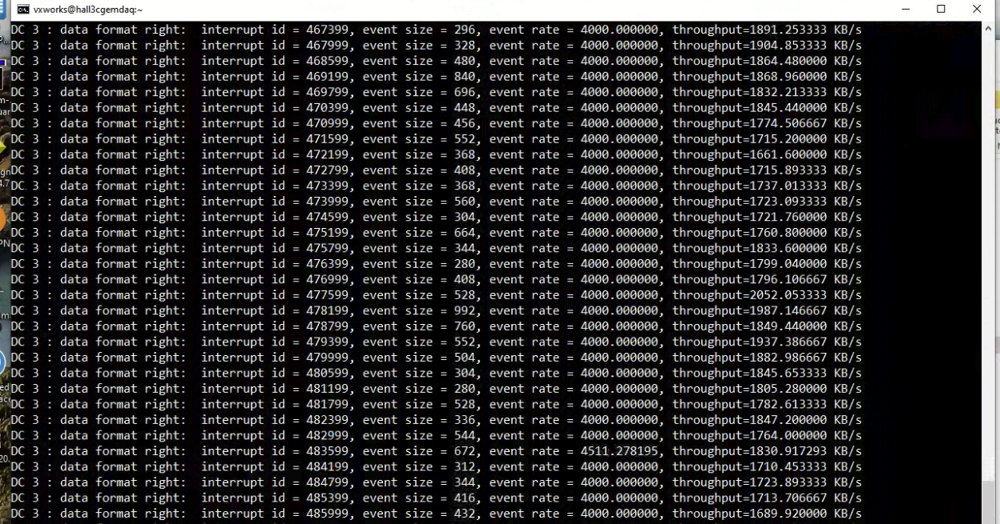 vxworks@hall3cgemdaq:~
DC 3 : data format right:  interrupt id = 467399, event size = 296, event rate = 4000.000000, throughput=1891.253333 KB/s
DC 3 : data format right:  interrupt id = 467999, event size = 328, event rate = 4000.000000, throughput=1904.853333 KB/s
DC 3 : data format right:  interrupt id = 468599, event size = 480, event rate = 4000.000000, throughput=1864.480000 KB/s
DC 3 : data format right:  interrupt id = 469199, event size = 840, event rate = 4000.000000, throughput=1868.960000 KB/s
DC 3 : data format right:  interrupt id = 469799, event size = 696, event rate = 4000.000000, throughput=1832.213333 KB/s
DC 3 : data format right:  interrupt id = 470399, event size = 448, event rate = 4000.000000, throughput=1845.440000 KB/s
DC 3 : data format right:  interrupt id = 470999, event size = 456, event rate = 4000.000000, throughput=1774.506667 KB/s
DC 3 : data format right:  interrupt id = 471599, event size = 552, event rate = 4000.000000, throughput=1715.200000 KB/s
DC 3 : data format right:  interrupt id = 472199, event size = 368, event rate = 4000.000000, throughput=1661.600000 KB/s
DC 3 : data format right:  interrupt id = 472799, event size = 408, event rate = 4000.000000, throughput=1715.893333 KB/s
DC 3 : data format right:  interrupt id = 473399, event size = 368, event rate = 4000.000000, throughput=1737.013333 KB/s
DC 3 : data format right:  interrupt id = 473999, event size = 560, event rate = 4000.000000, throughput=1723.093333 KB/s
DC 3 : data format right:  interrupt id = 474599, event size = 304, event rate = 4000.000000, throughput=1721.760000 KB/s
DC 3 : data format right:  interrupt id = 475199, event size = 664, event rate = 4000.000000, throughput=1760.800000 KB/s
DC 3 : data format right:  interrupt id = 475799, event size = 344, event rate = 4000.000000, throughput=1833.600000 KB/s
DC 3 : data format right:  interrupt id = 476399, event size = 280, event rate = 4000.000000, throughput=1799.040000 KB/s
DC 3 : data format right:  interrupt id = 476999, event size = 408, event rate = 4000.000000, throughput=1796.106667 KB/s
DC 3 : data format right:  interrupt id = 477599, event size = 528, event rate = 4000.000000, throughput=2052.053333 KB/s
DC 3 : data format right:  interrupt id = 478199, event size = 992, event rate = 4000.000000, throughput=1987.146667 KB/s
DC 3 : data format right:  interrupt id = 478799, event size = 760, event rate = 4000.000000, throughput=1849.440000 KB/s
DC 3 : data format right:  interrupt id = 479399, event size = 552, event rate = 4000.000000, throughput=1937.386667 KB/s
DC 3 : data format right:  interrupt id = 479999, event size = 504, event rate = 4000.000000, throughput=1882.986667 KB/s
DC 3 : data format right:  interrupt id = 480599, event size = 304, event rate = 4000.000000, throughput=1845.653333 KB/s
DC 3 : data format right:  interrupt id = 481199, event size = 280, event rate = 4000.000000, throughput=1805.280000 KB/s
DC 3 : data format right:  interrupt id = 481799, event size = 528, event rate = 4000.000000, throughput=1782.613333 KB/s
DC 3 : data format right:  interrupt id = 482399, event size = 336, event rate = 4000.000000, throughput=1847.200000 KB/s
DC 3 : data format right:  interrupt id = 482999, event size = 544, event rate = 4000.000000, throughput=1764.000000 KB/s
DC 3 : data format right:  interrupt id = 483599, event size = 672, event rate = 4511.278195, throughput=1830.917293 KB/s
DC 3 : data format right:  interrupt id = 484199, event size = 312, event rate = 4000.000000, throughput=1710.453333 KB/s
DC 3 : data format right:  interrupt id = 484799, event size = 344, event rate = 4000.000000, throughput=1723.893333 KB/s
DC 3 : data format right:  interrupt id = 485399, event size = 416, event rate = 4000.000000, throughput=1713.706667 KB/s
DC 3 : data format right:  interrupt id = 485999, event size = 432, event rate = 4000.000000, throughput=1689.920000 KB/s